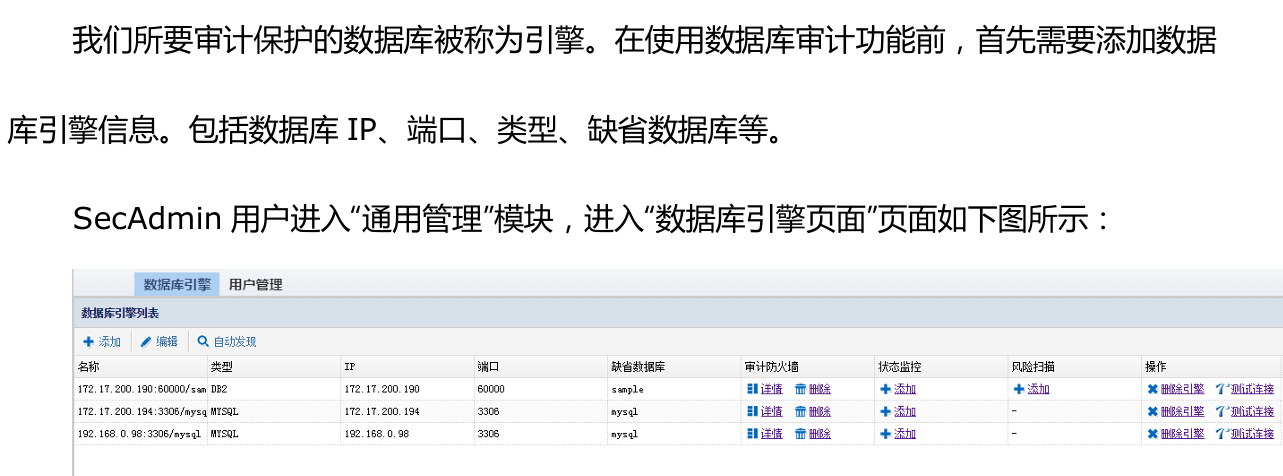 我们所要审计保护的数据库被称为引擎。在使用数据库审计功能前，首先需要添加数据
库引擎信息。包括数据库 IP、端口、类型、缺省数据库等。
SecAdmin 用户进入“通用管理”模块，进入“数据库引擎页面”页面如下图所示：
数据库引擎 用户管理
数据库引擎列表
添加 编辑 自动发现
名称 类型 IP 端口 缺省数据库 审计防火墙 状态监控 风险扫描 操作
172.17.200.190:60000/sam DB2 172.17.200.190 60000 sample 详情 删除 添加 添加 删除引擎 测试连接
172.17.200.194:3306/mysq MYSQL 172.17.200.194 3306 mysql 详情 删除 添加 - 删除引擎 测试连接
192.168.0.98:3306/mysql MYSQL 192.168.0.98 3306 mysql 详情 删除 添加 - 删除引擎 测试连接